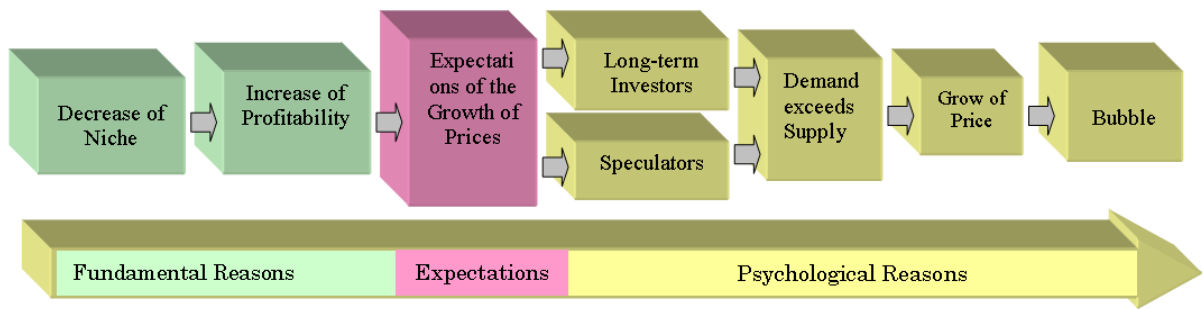 Decrease of
Niche
Increase of
Profitability
Expectati
ons of the
Growth of
Prices
Long-term
Investors
Speculators
Demand
exceeds
Supply
Grow of
Price
Bubble
Fundamental Reasons
Expectations
Psychological Reasons